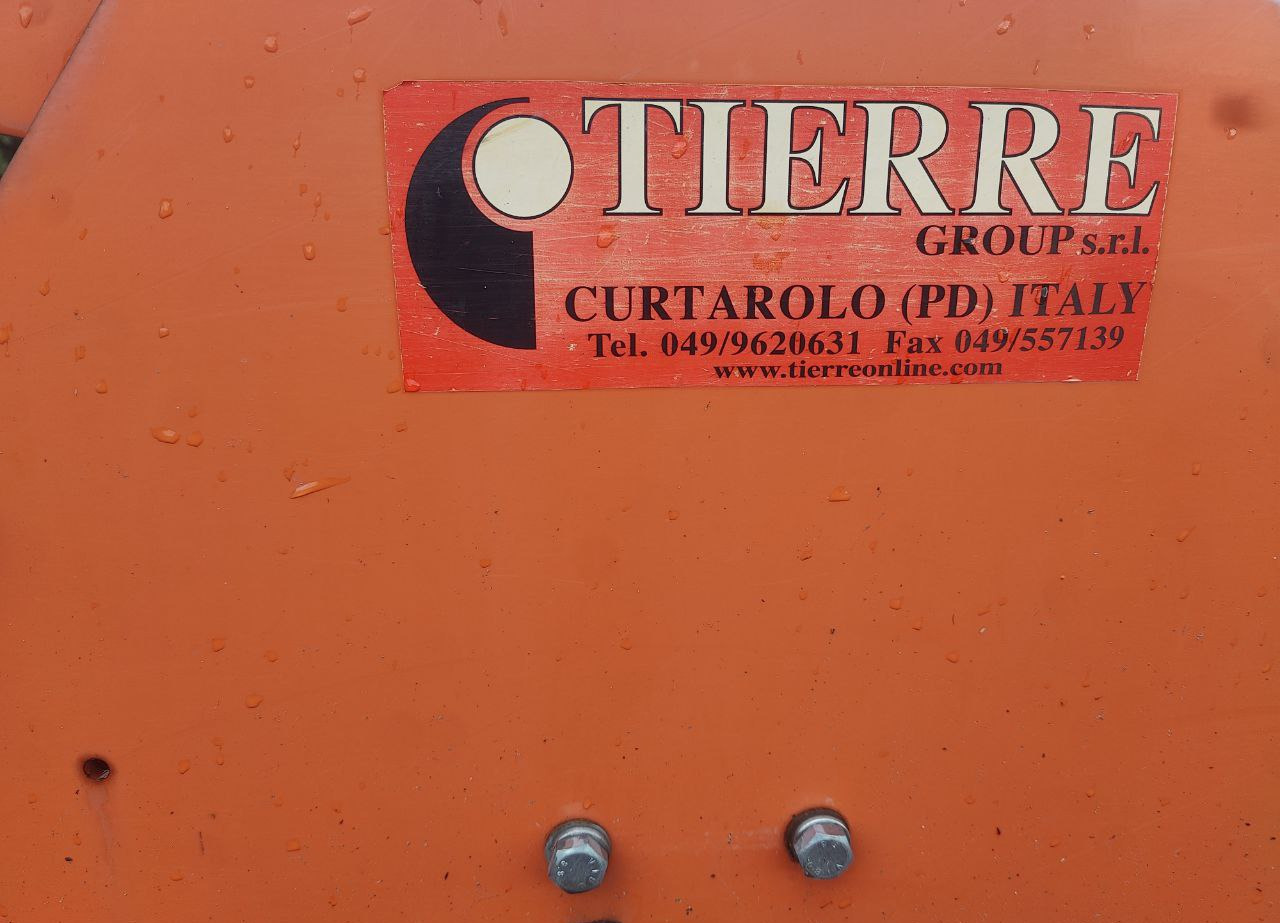 TIERRE
GROUP s.r.l.
CURTAROLO (PD) ITALY
Tel. 049/9620631 Fax 049/557139
www.tierreonline.com